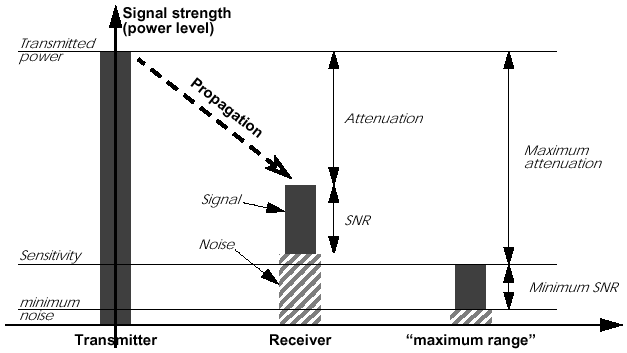 Signal strength
(power level)
Transmitted
power
Propagation
Attenuation
Maximum
attenuation
Signal
SNR
Noise
Sensitivity
Minimum SNR
minimum
noise
Transmitter
Receiver
“maximum range”